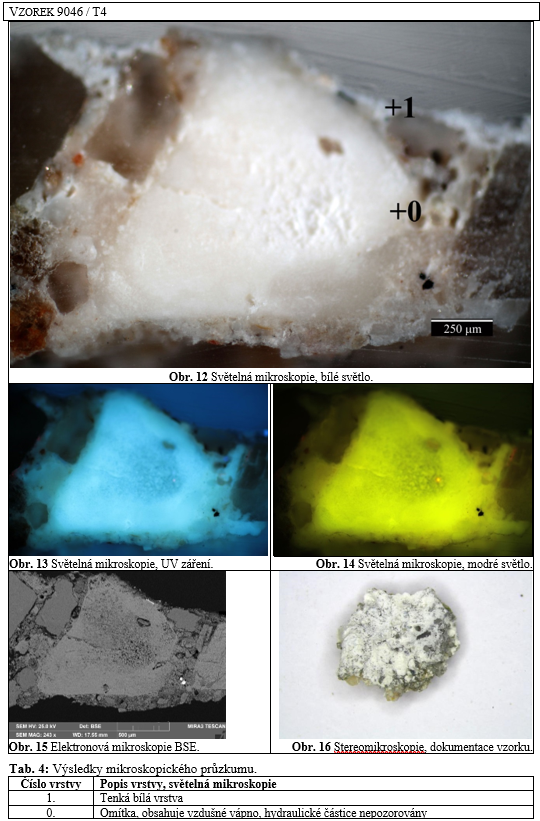 VZOREK 9046 / T4
+1
+0
250 µm
Obr. 12 Světelná mikroskopie, bílé světlo.
Obr. 13 Světelná mikroskopie, UV záření.
Obr. 14 Světelná mikroskopie, modré světlo.
SEM HV: 25.0 kV Det: BSE MIRA3 TESCAN
SEM MAG: 243 x WD: 17.55 mm 500 µm
Obr. 15 Elektronová mikroskopie BSE.
Obr. 16 Stereomikroskopie, dokumentace vzorku.
Tab. 4: Výsledky mikroskopického průzkumu.
Číslo vrstvy Popis vrstvy, světelná mikroskopie
1. Tenká bílá vrstva
0. Omítka, obsahuje vzdušné vápno, hydraulické částice nepozorovány